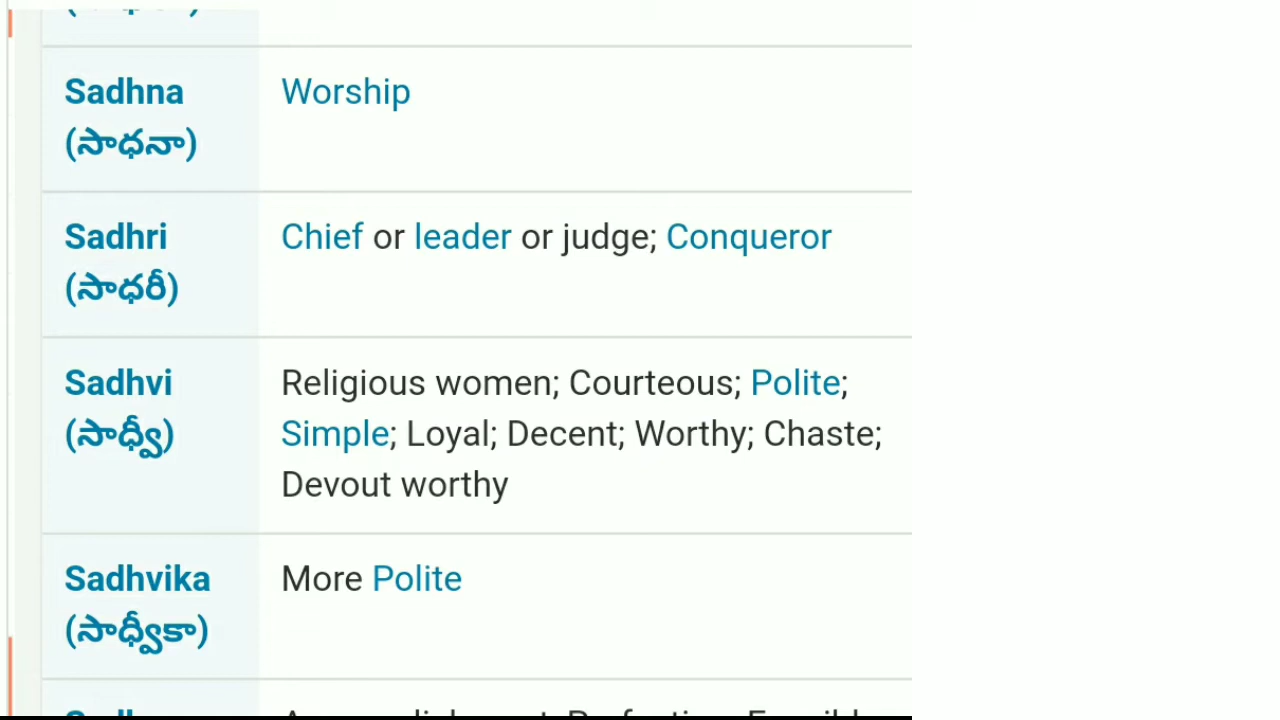 Sadhna
(సాధనా)
Worship
Sadhri
(సాధరీ)
Chief or leader or judge; Conqueror
Sadhvi
(సాధ్వీ)
Religious women; Courteous; Polite;
Simple; Loyal; Decent; Worthy; Chaste;
Devout worthy
Sadhvika
(సాధ్వీకా)
More Polite